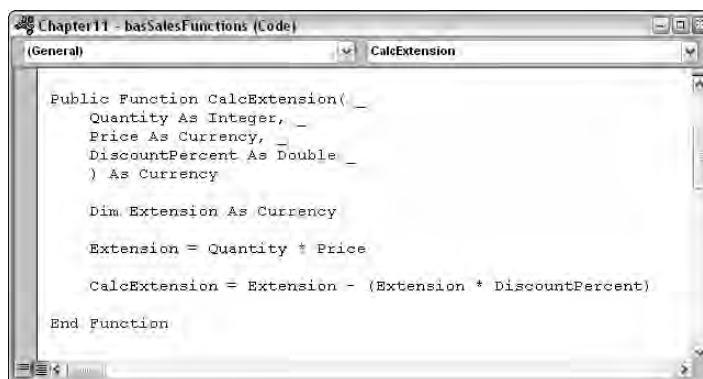 Chapter11 - basSalesFunctions (Code)
(General) CalcExtension
Public Function CalcExtension( _
Quantity As Integer, _
Price As Currency, _
DiscountPercent As Double _
) As Currency
Dim Extension As Currency
Extension = Quantity * Price
CalcExtension = Extension - (Extension * DiscountPercent)
End Function